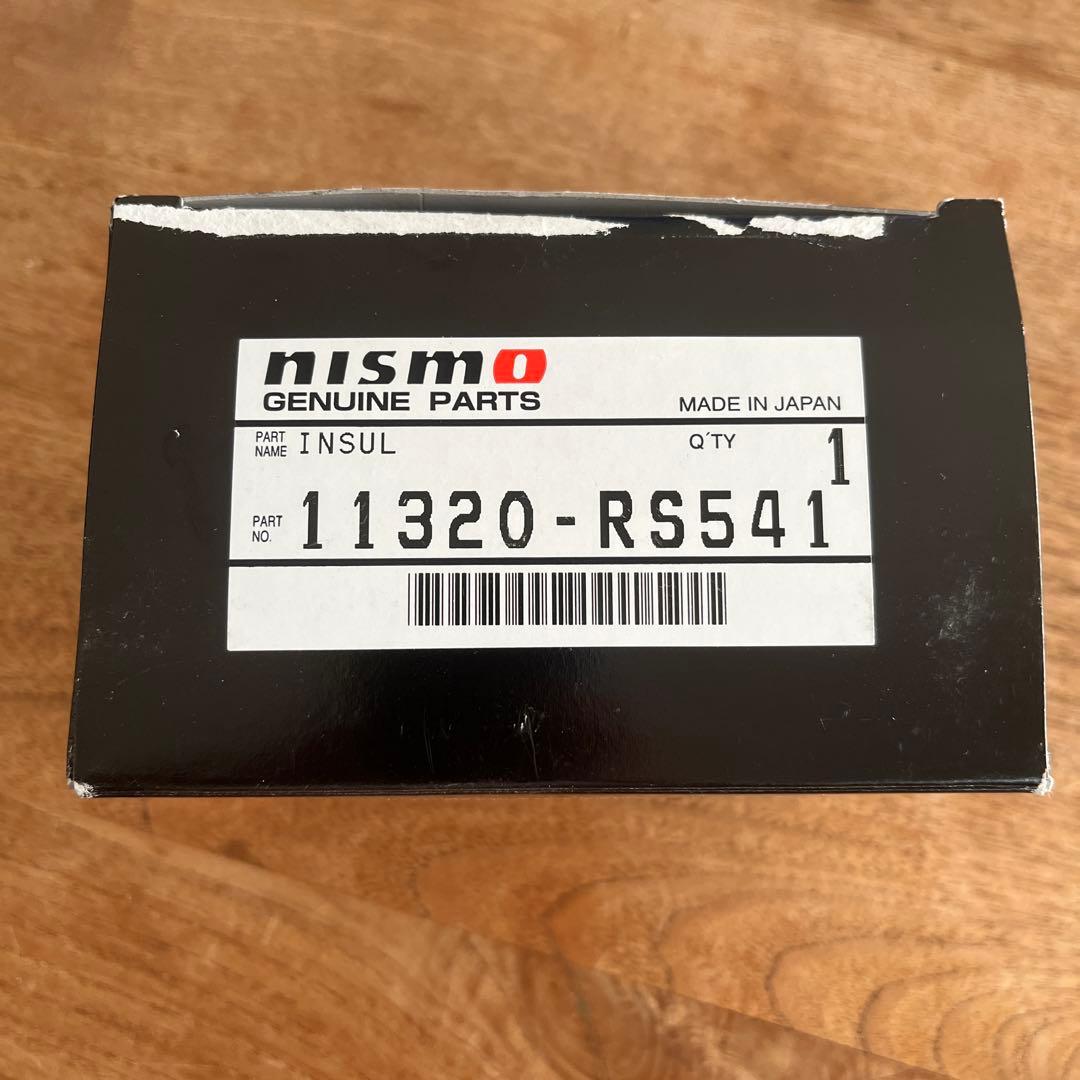 nismo
GENUINE PARTS
MADE IN JAPAN
PART NAME INSUL
Q'TY 1
PART NO. 11320-RS541